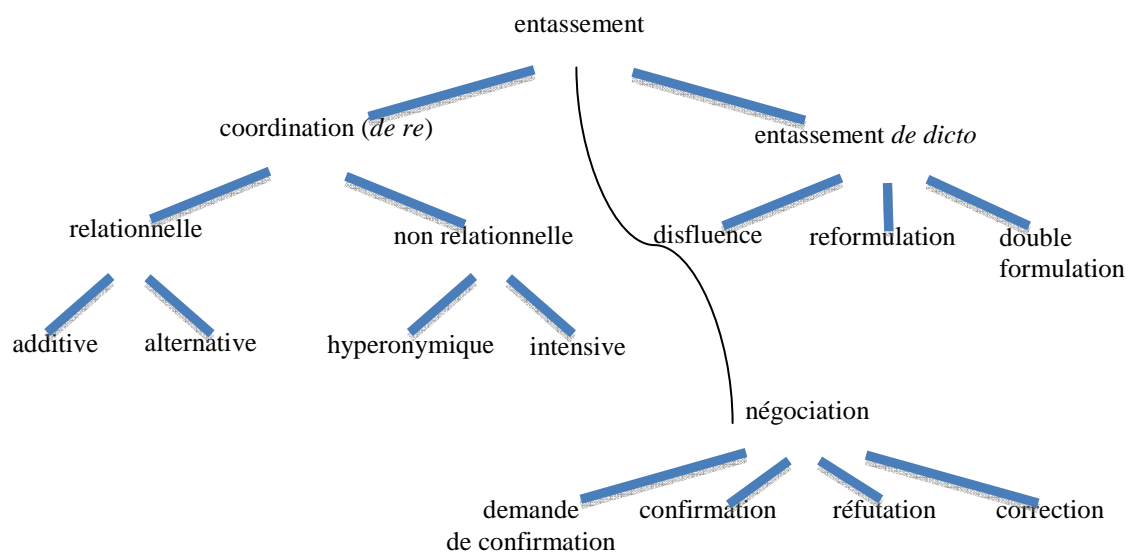 entassement
coordination (de re)
entassement de dicto
relationnelle
non relationnelle
disfluence
reformulation
double
formulation
additive
alternative
hyperonymique
intensive
négociation
demande
de confirmation
confirmation
réfutation
correction